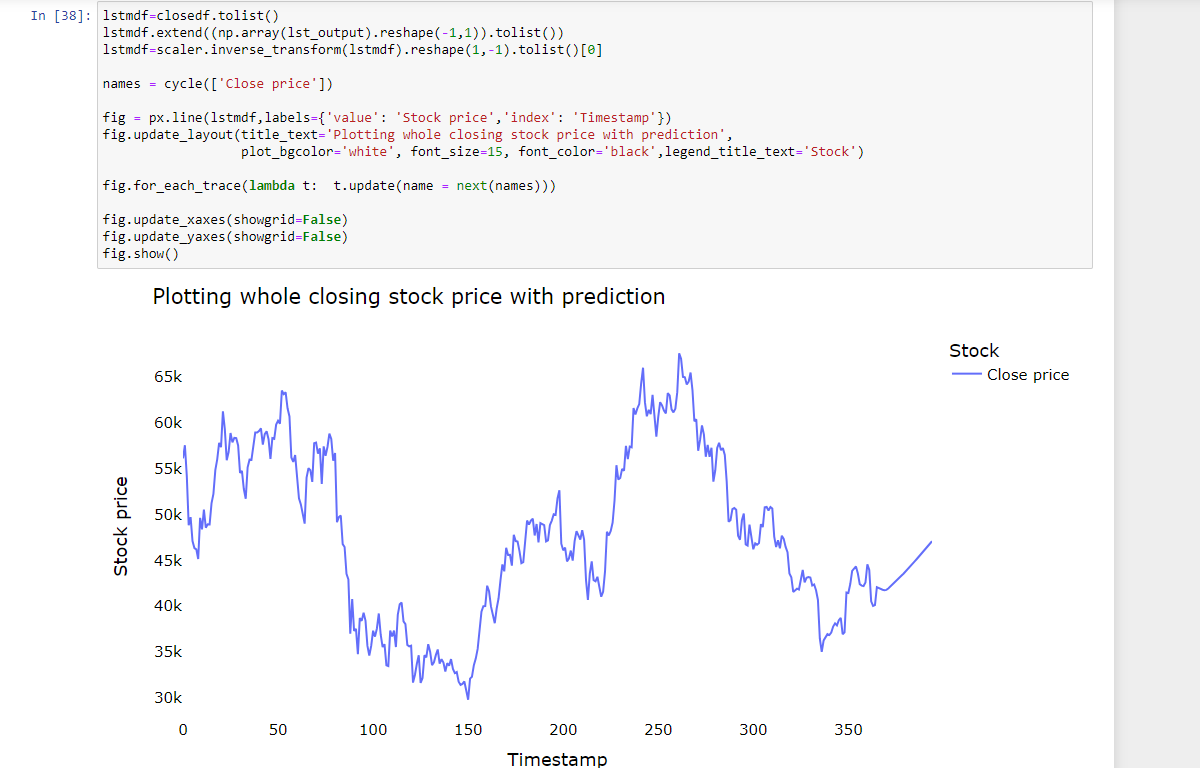 In [38]: lstmdf=closedf.tolist()
lstmdf.extend((np.array(lst_output).reshape(-1,1)).tolist())
lstmdf=scaler.inverse_transform(lstmdf).reshape(1,-1).tolist()[0]
names = cycle(['Close price'])
fig = px.line(lstmdf,labels={'value': 'Stock price','index': 'Timestamp'})
fig.update_layout(title_text='Plotting whole closing stock price with prediction',
plot_bgcolor='white', font_size=15, font_color='black',legend_title_text='Stock')
fig.for_each_trace(lambda t:  t.update(name = next(names)))
fig.update_xaxes(showgrid=False)
fig.update_yaxes(showgrid=False)
fig.show()
Plotting whole closing stock price with prediction
Stock
Close price
65k
60k
55k
50k
45k
40k
35k
30k
Stock price
0 50 100 150 200 250 300 350
Timestamp